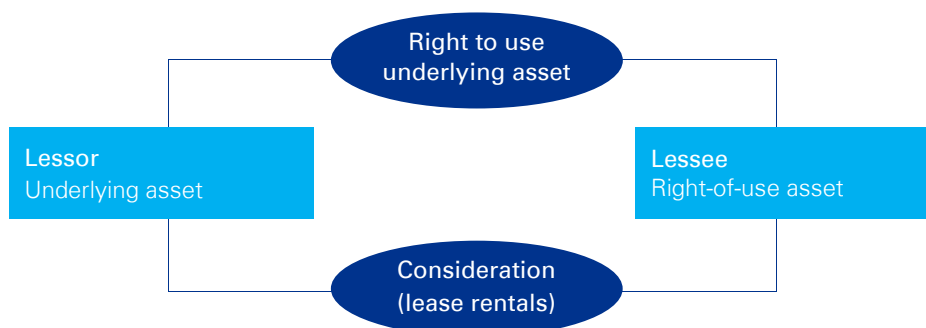 Right to use
underlying asset
Lessor
Underlying asset
Lessee
Right-of-use asset
Consideration
(lease rentals)